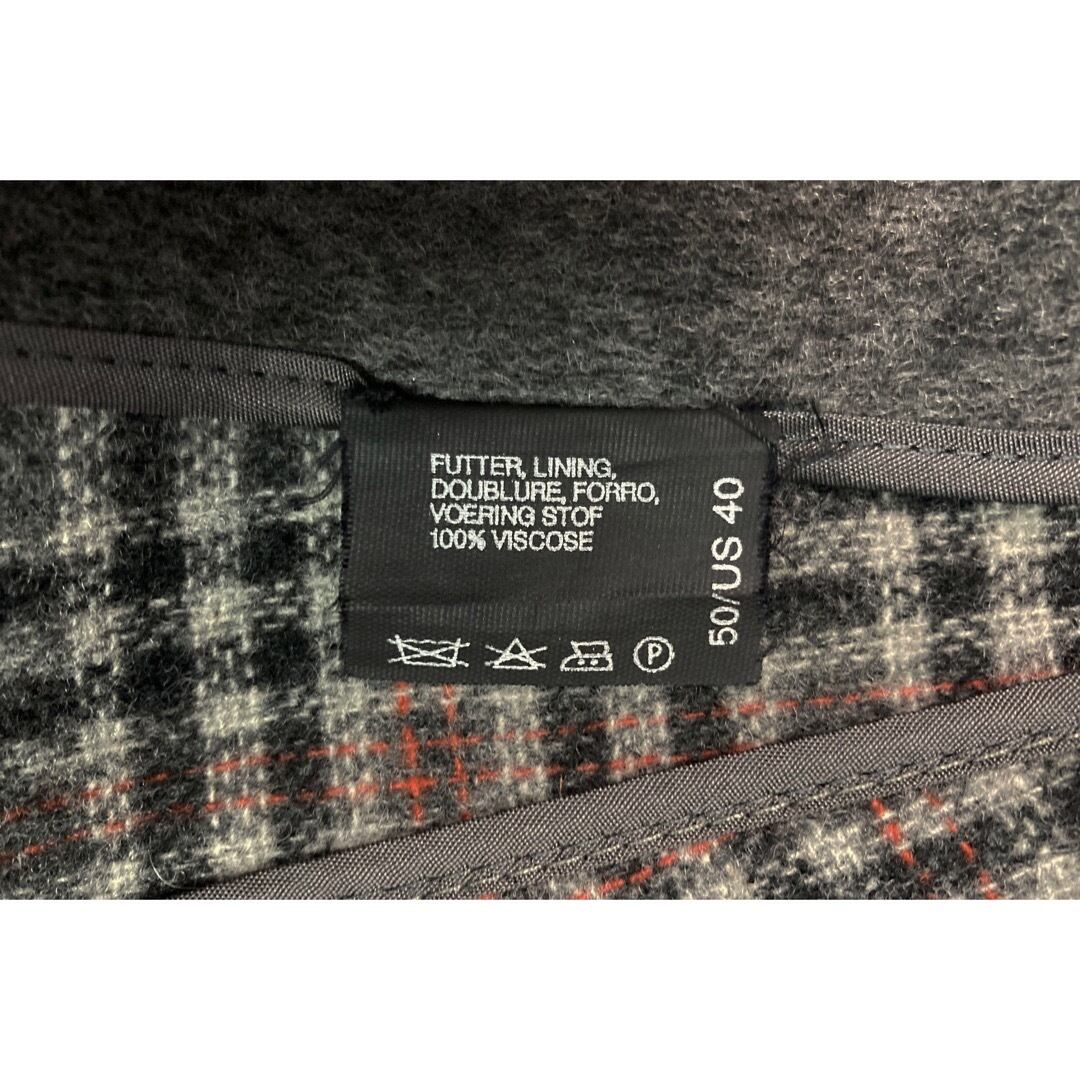 FUTTER, LINING,
DOUBLURE, FORRO,
VOERING STOF
100% VISCOSE
50/US 40
P